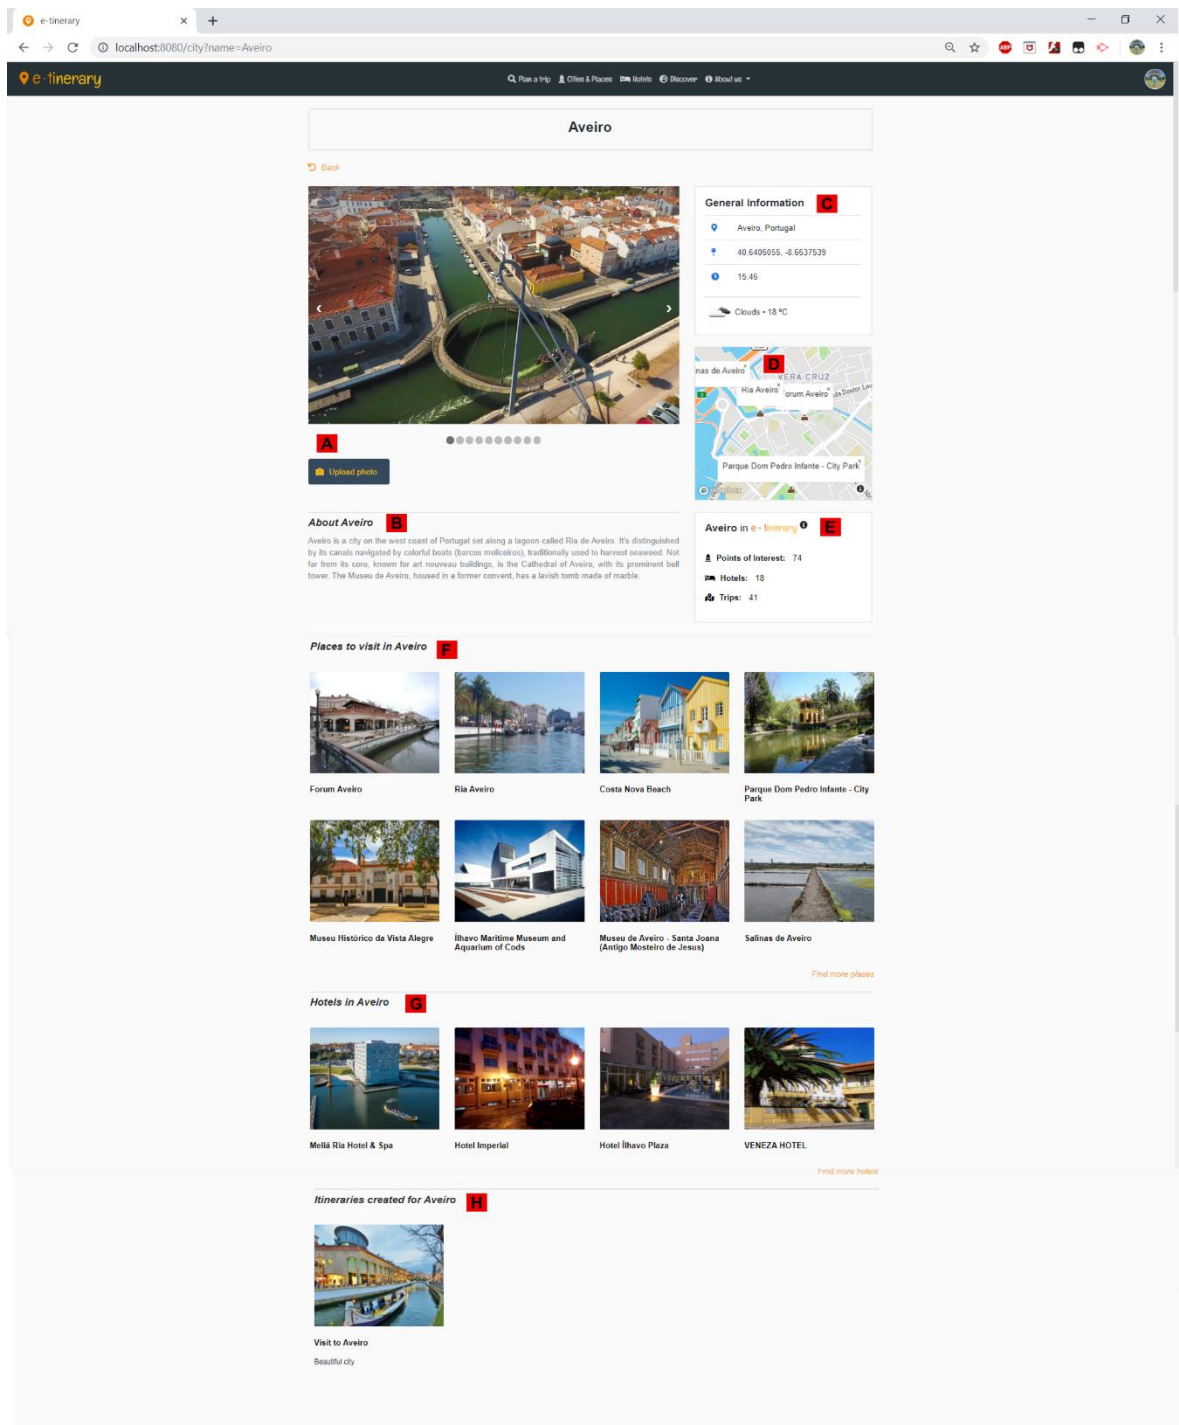 e-tinerary
localhost:8080/city?name=Aveiro
ABP
e-tinerary
Plan a trip Cities & Places Hotels Discover About us
Aveiro
Back
General Information C
Aveiro, Portugal
40.6405055, -8.6537539
15:46
Clouds • 18 ºC
nas de Aveiro
D
VERA CRUZ
Ria Aveiro
orum Aveiro
Parque Dom Pedro Infante - City Park
A
Upload photo
About Aveiro B
Aveiro is a city on the west coast of Portugal set along a lagoon called Ria de Aveiro. It's distinguished
by its canals navigated by colorful boats (barcos moliceiros), traditionally used to harvest seaweed. Not
far from its core, known for art nouveau buildings, is the Cathedral of Aveiro, with its prominent bell
tower. The Museu de Aveiro, housed in a former convent, has a lavish tomb made of marble.
Aveiro in e-tinerary E
Points of Interest: 74
Hotels: 18
Trips: 41
Places to visit in Aveiro F
Forum Aveiro
Ria Aveiro
Costa Nova Beach
Parque Dom Pedro Infante - City
Park
Museu Histórico da Vista Alegre
Ílhavo Maritime Museum and
Aquarium of Cods
Museu de Aveiro - Santa Joana
(Antigo Mosteiro de Jesus)
Salinas de Aveiro
Find more places
Hotels in Aveiro G
Meliá Ria Hotel & Spa
Hotel Imperial
Hotel Ílhavo Plaza
VENEZA HOTEL
Find more hotels
Itineraries created for Aveiro H
Visit to Aveiro
Beautiful city